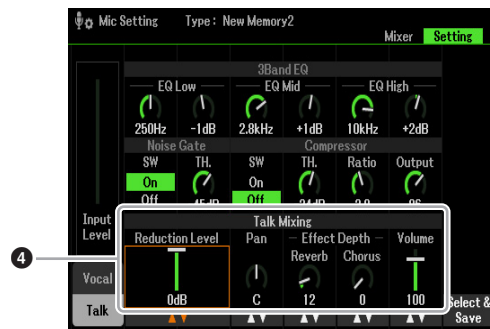 Mic Setting Type : New Memory2
Mixer Setting
3Band EQ
EQ Low EQ Mid EQ High
250Hz -1dB 2.8kHz +1dB 10kHz +2dB
Noise Gate Compressor
SW TH. SW TH. Ratio Output
On On
Off Off
Input Level
Talk Mixing
Reduction Level Pan Effect Depth Volume
Reverb Chorus
4
0dB C 12 0 100
Vocal
Talk
Select & Save